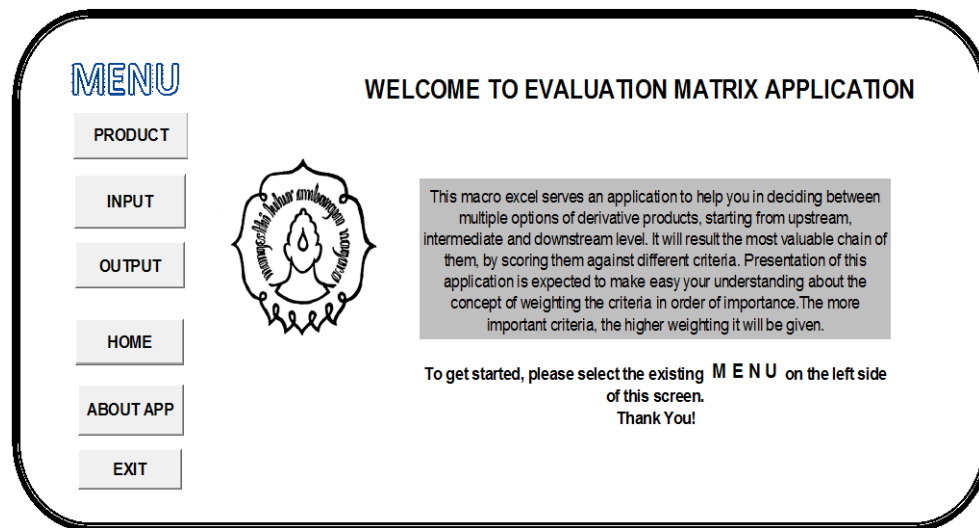 MENU
PRODUCT
INPUT
OUTPUT
HOME
ABOUT APP
EXIT
WELCOME TO EVALUATION MATRIX APPLICATION
mangesthi luhur ambangun nagara
This macro excel serves an application to help you in deciding between
multiple options of derivative products, starting from upstream,
intermediate and downstream level. It will result the most valuable chain of
them, by scoring them against different criteria. Presentation of this
application is expected to make easy your understanding about the
concept of weighting the criteria in order of importance.The more
important criteria, the higher weighting it will be given.
To get started, please select the existing M E N U on the left side
of this screen.
Thank You!